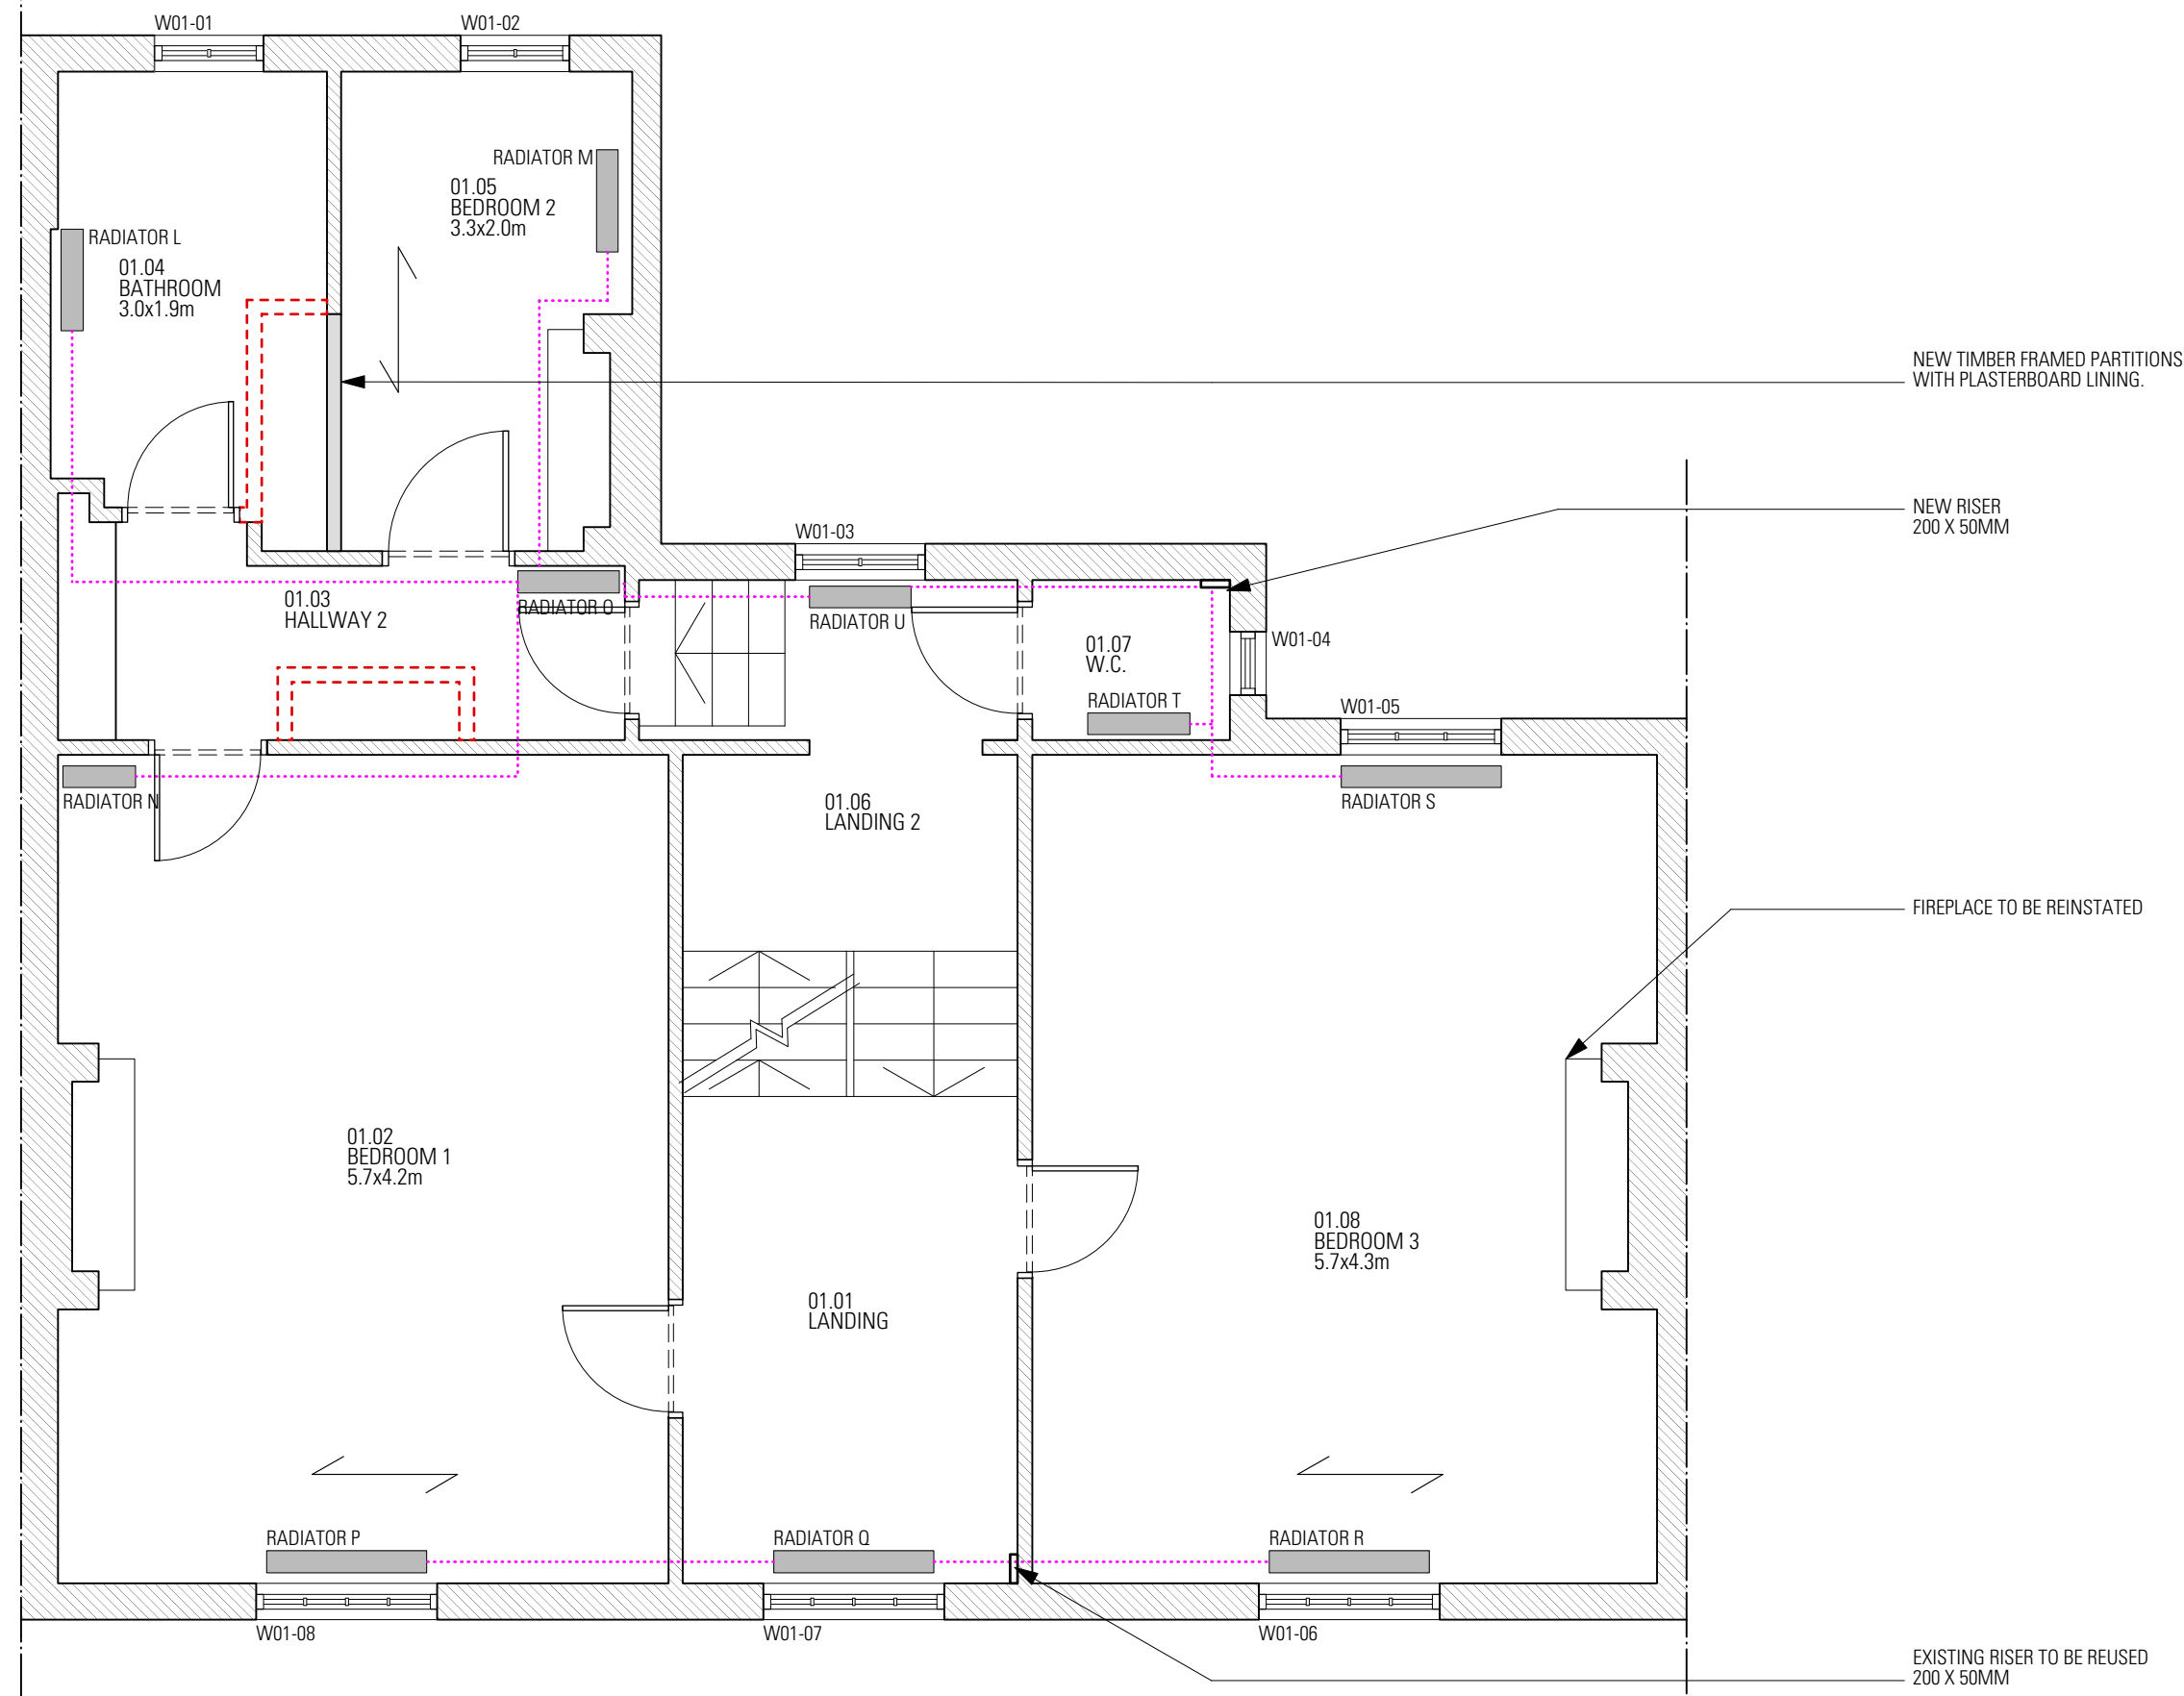 W01-01
W01-02
RADIATOR M
01.05
BEDROOM 2
3.3x2.0m
RADIATOR L
01.04
BATHROOM
3.0x1.9m
NEW TIMBER FRAMED PARTITIONS
WITH PLASTERBOARD LINING.
NEW RISER
200 X 50MM
W01-03
01.03
HALLWAY 2
RADIATOR O
RADIATOR U
01.07
W.C.
W01-04
RADIATOR T
W01-05
RADIATOR N
RADIATOR S
01.06
LANDING 2
FIREPLACE TO BE REINSTATED
01.02
BEDROOM 1
5.7x4.2m
01.08
BEDROOM 3
5.7x4.3m
01.01
LANDING
RADIATOR P
RADIATOR Q
RADIATOR R
W01-08
W01-07
W01-06
EXISTING RISER TO BE REUSED
200 X 50MM